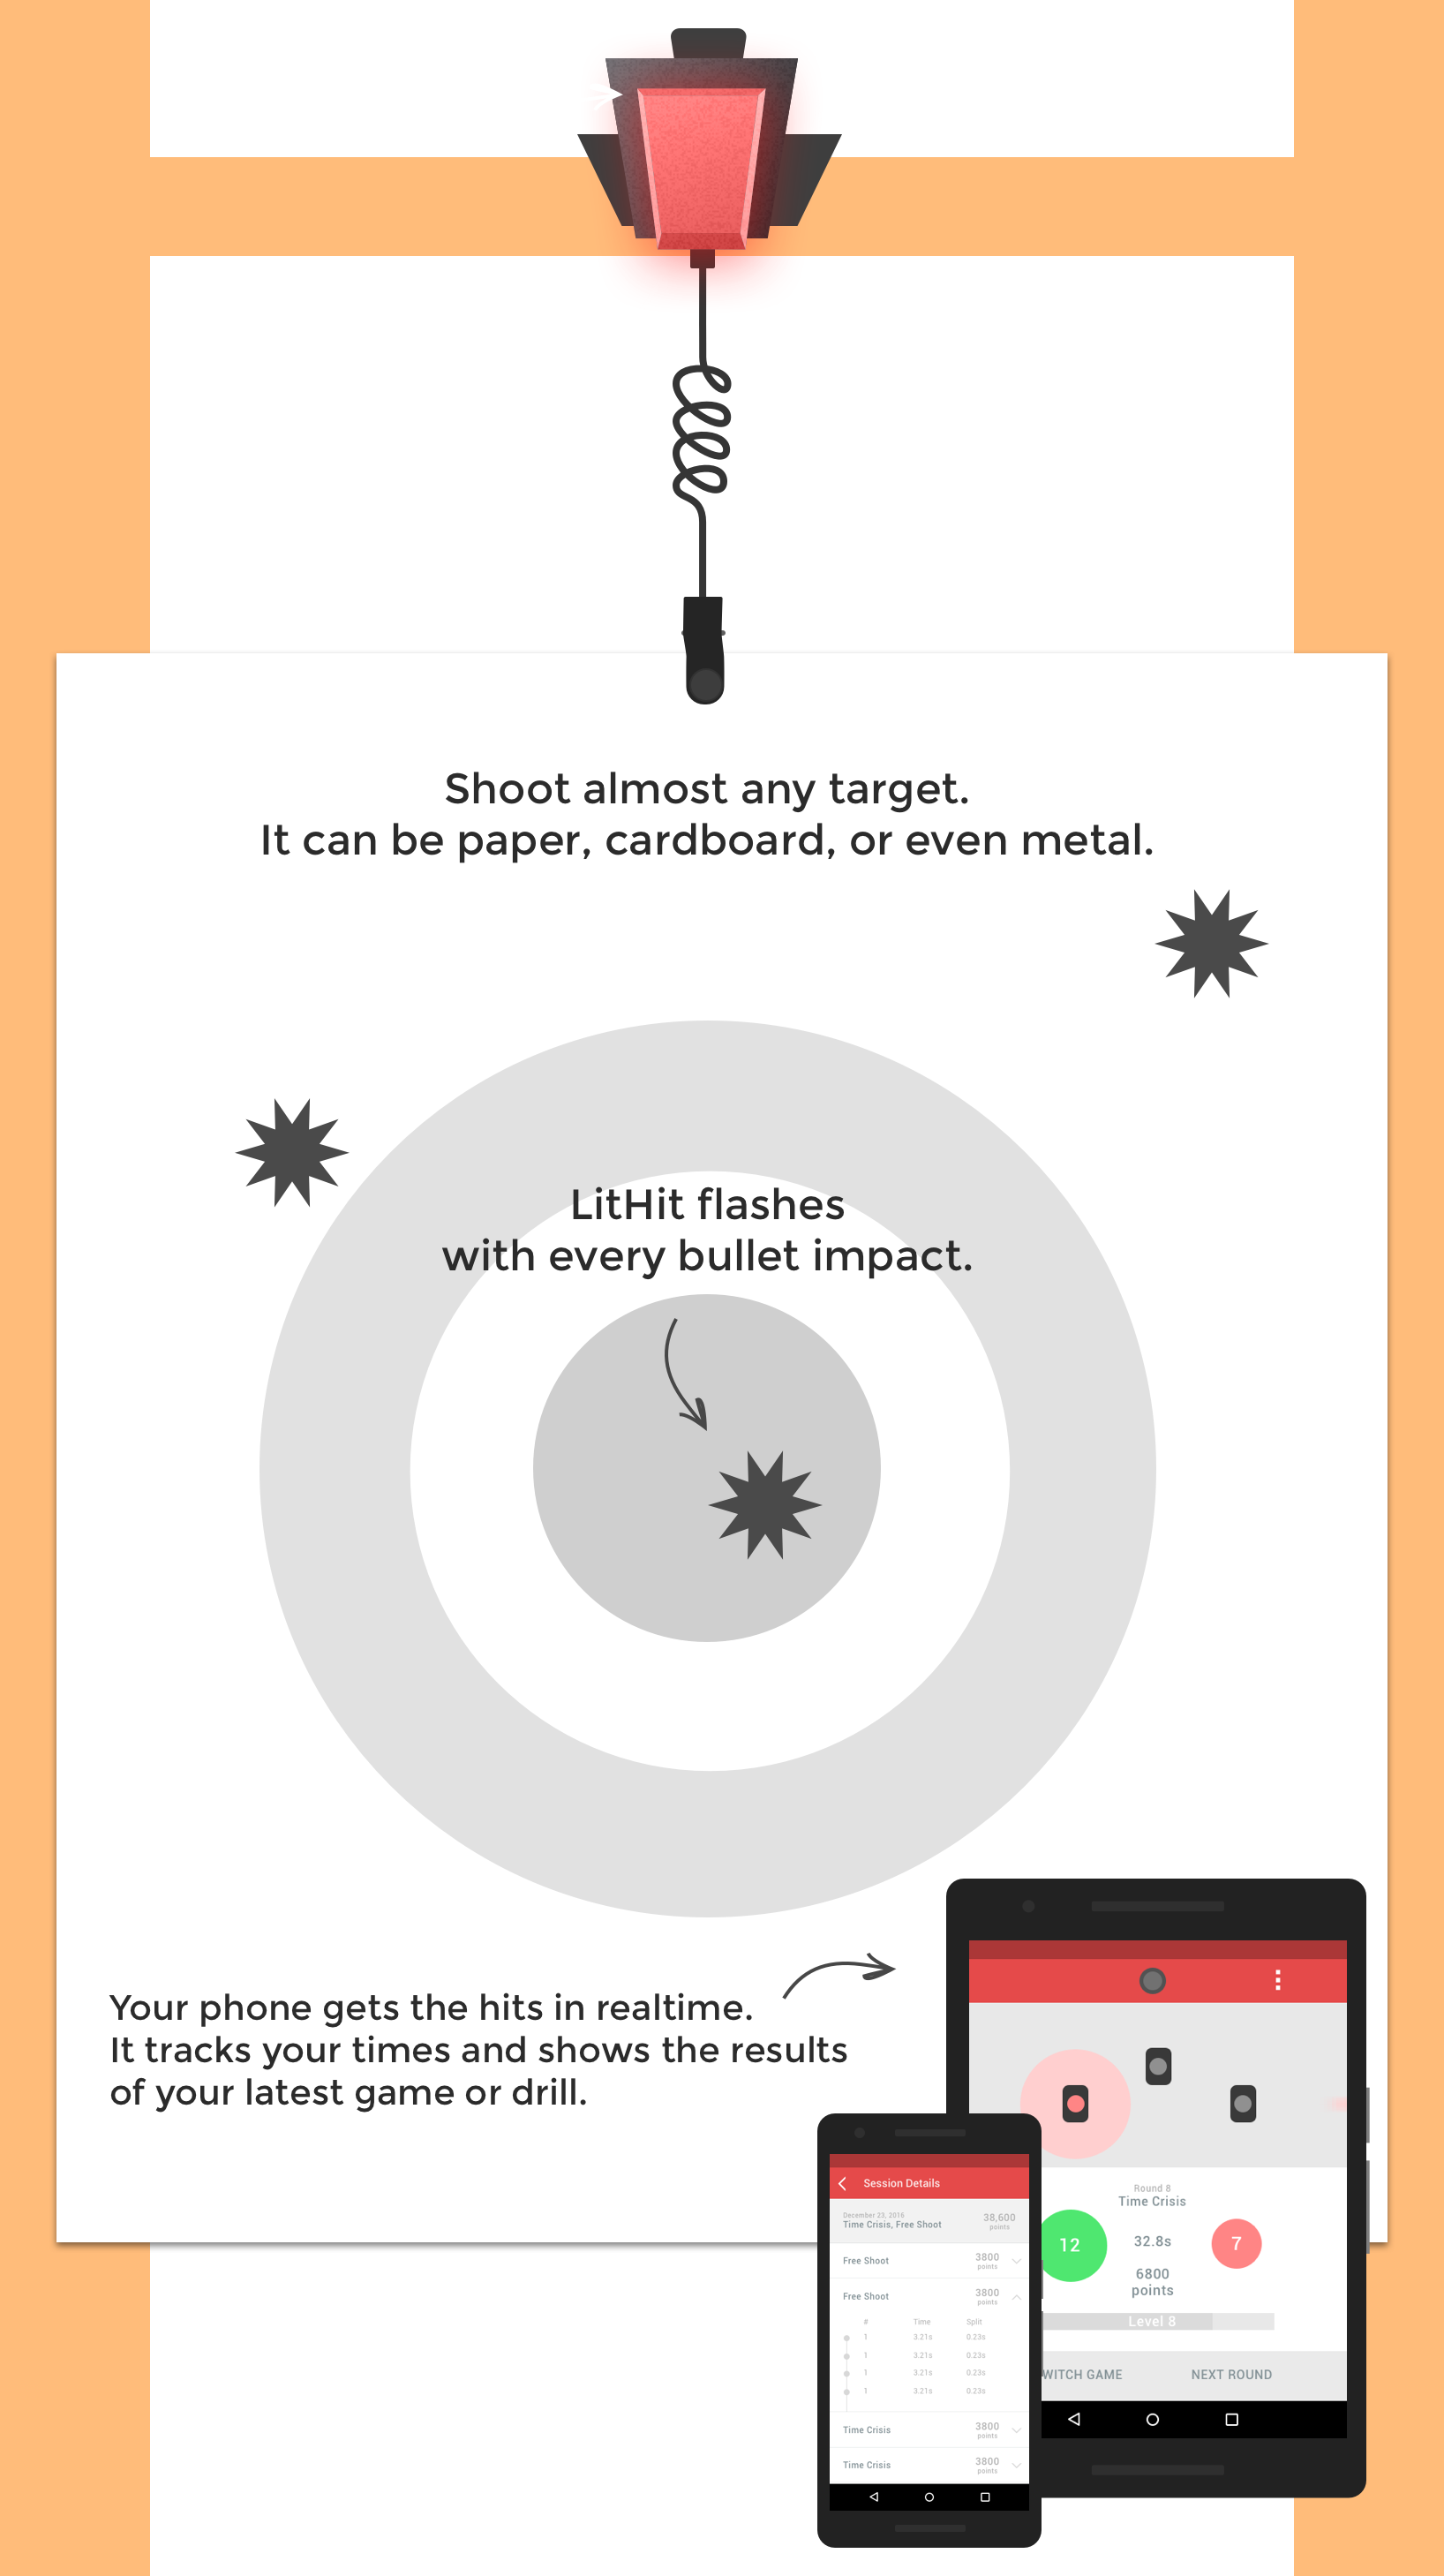 Shoot almost any target.
It can be paper, cardboard, or even metal.
LitHit flashes
with every bullet impact.
Your phone gets the hits in realtime.
It tracks your times and shows the results
of your latest game or drill.
Round 8
Time Crisis
12
32.8s
7
6800
points
Level 8
WITCH GAME NEXT ROUND
Session Details
December 23, 2016
Time Crisis, Free Shoot
38,600
points
Free Shoot
3800
points
Free Shoot
3800
points
# Time Split
1 3.21s 0.23s
1 3.21s 0.23s
1 3.21s 0.23s
1 3.21s 0.23s
Time Crisis
3800
points
Time Crisis
3800
points